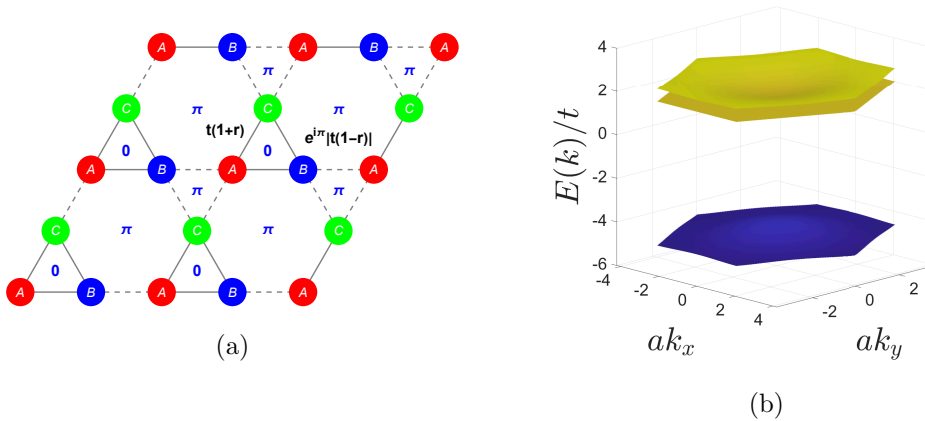 A B A B A
π π
C C C
π π
t(1+r) e^{iπ}|t(1−r)|
0 0
A B A B A
π π
C C C
π π
0 0
A B A B A
(a)
4
2
0
-2
-4
-6
E(k)/t
-4 -2 0 2 4
ak_x
-2 0 2
ak_y
(b)